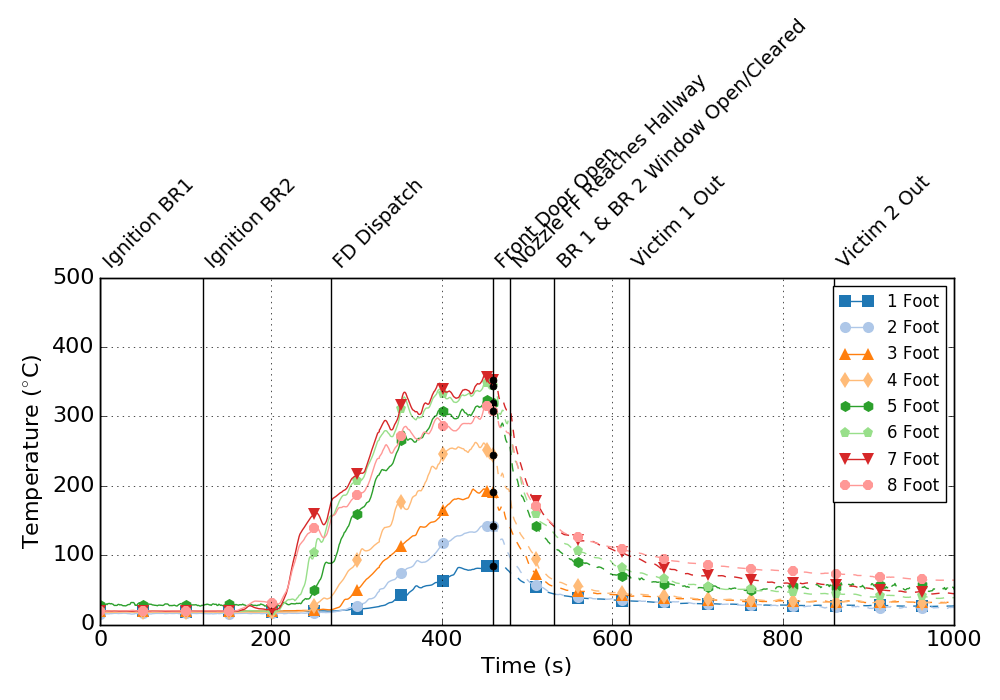 Ignition BR1
Ignition BR2
FD Dispatch
Front Door Open
Nozzle FF Reaches Hallway
BR 1 & BR 2 Window Open/Cleared
Victim 1 Out
Victim 2 Out
500
400
300
200
100
0
Temperature (°C)
0
200
400
600
800
1000
Time (s)
1 Foot
2 Foot
3 Foot
4 Foot
5 Foot
6 Foot
7 Foot
8 Foot